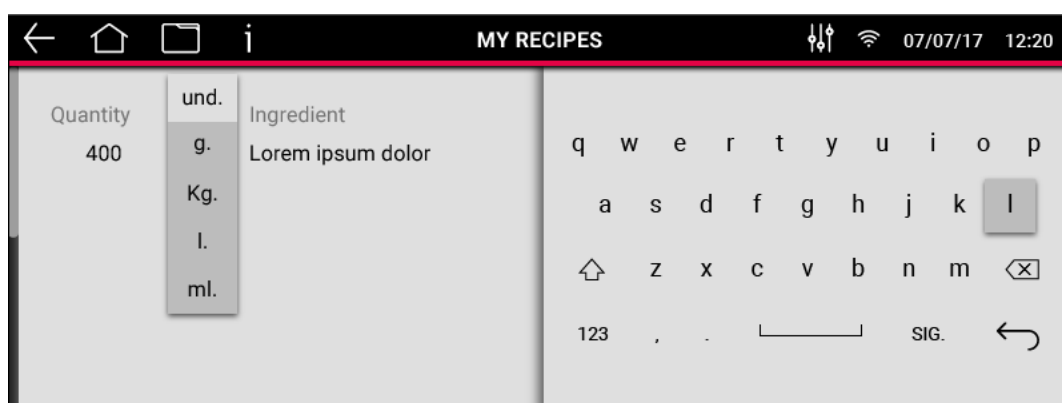 i MY RECIPES 07/07/17 12:20
Quantity und. Ingredient
400 g. Lorem ipsum dolor
Kg.
l.
ml.
q w e r t y u i o p
a s d f g h j k l
z x c v b n m
123 , . SIG.